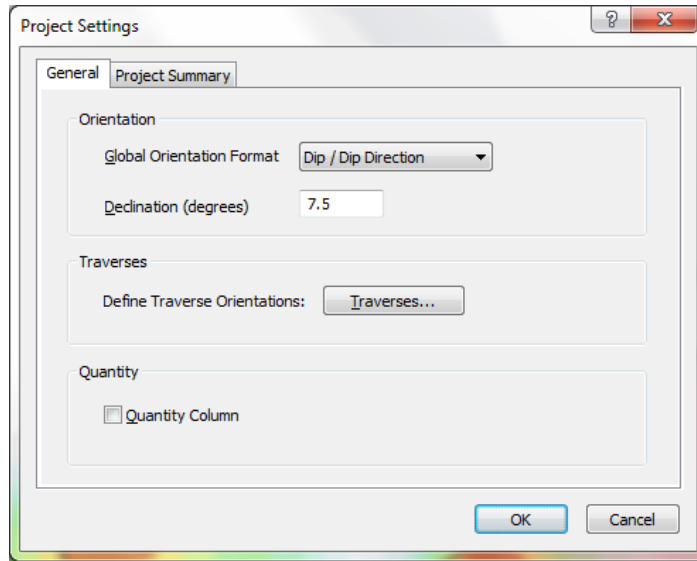 Project Settings
General Project Summary
Orientation
Global Orientation Format Dip / Dip Direction
Declination (degrees) 7.5
Traverses
Define Traverse Orientations: Traverses...
Quantity
Quantity Column
OK Cancel